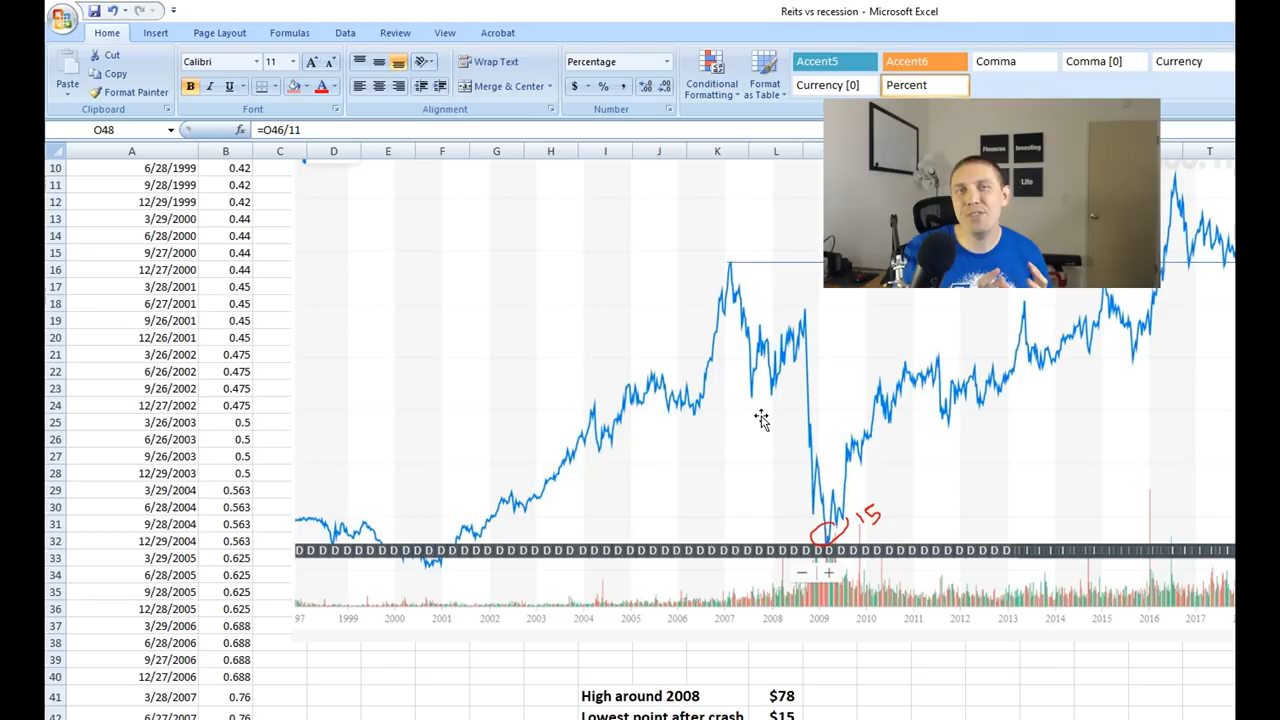 Reits vs recession - Microsoft Excel
Home Insert Page Layout Formulas Data Review View Acrobat
Cut
Copy
Format Painter
Paste
Clipboard
Calibri 11 A A
B I U A
Font
Wrap Text
Merge & Center
Alignment
Percentage
$ % , .0 .00 .00 .0
Number
Conditional Formatting
Format as Table
Accent5 Accent6 Comma Comma [0] Currency
Currency [0] Percent
O48 fx =O46/11
A B C D E F G H I J K L T
10 6/28/1999 0.42
11 9/28/1999 0.42
12 12/29/1999 0.42
13 3/29/2000 0.44
14 6/28/2000 0.44
15 9/27/2000 0.44
16 12/27/2000 0.44
17 3/28/2001 0.45
18 6/27/2001 0.45
19 9/26/2001 0.45
20 12/26/2001 0.45
21 3/26/2002 0.475
22 6/26/2002 0.475
23 9/26/2002 0.475
24 12/27/2002 0.475
25 3/26/2003 0.5
26 6/26/2003 0.5
27 9/26/2003 0.5
28 12/29/2003 0.5
29 3/29/2004 0.563
30 6/28/2004 0.563
31 9/28/2004 0.563
32 12/29/2004 0.563
33 3/29/2005 0.625
34 6/28/2005 0.625
35 9/28/2005 0.625
36 12/28/2005 0.625
37 3/29/2006 0.688
38 6/28/2006 0.688
39 9/27/2006 0.688
40 12/27/2006 0.688
41 3/28/2007 0.76
42 6/27/2007 0.76
Finances Investing
Life
15
D D D D D D D D D D D D D D D D D D D D D D D D D D D D D D D D D D D D D D D D D D D D D D D D D D D D D D D D D D D D D
97 1999 2000 2001 2002 2003 2004 2005 2006 2007 2008 2009 2010 2011 2012 2013 2014 2015 2016 2017
High around 2008 $78
Lowest point after crash $15